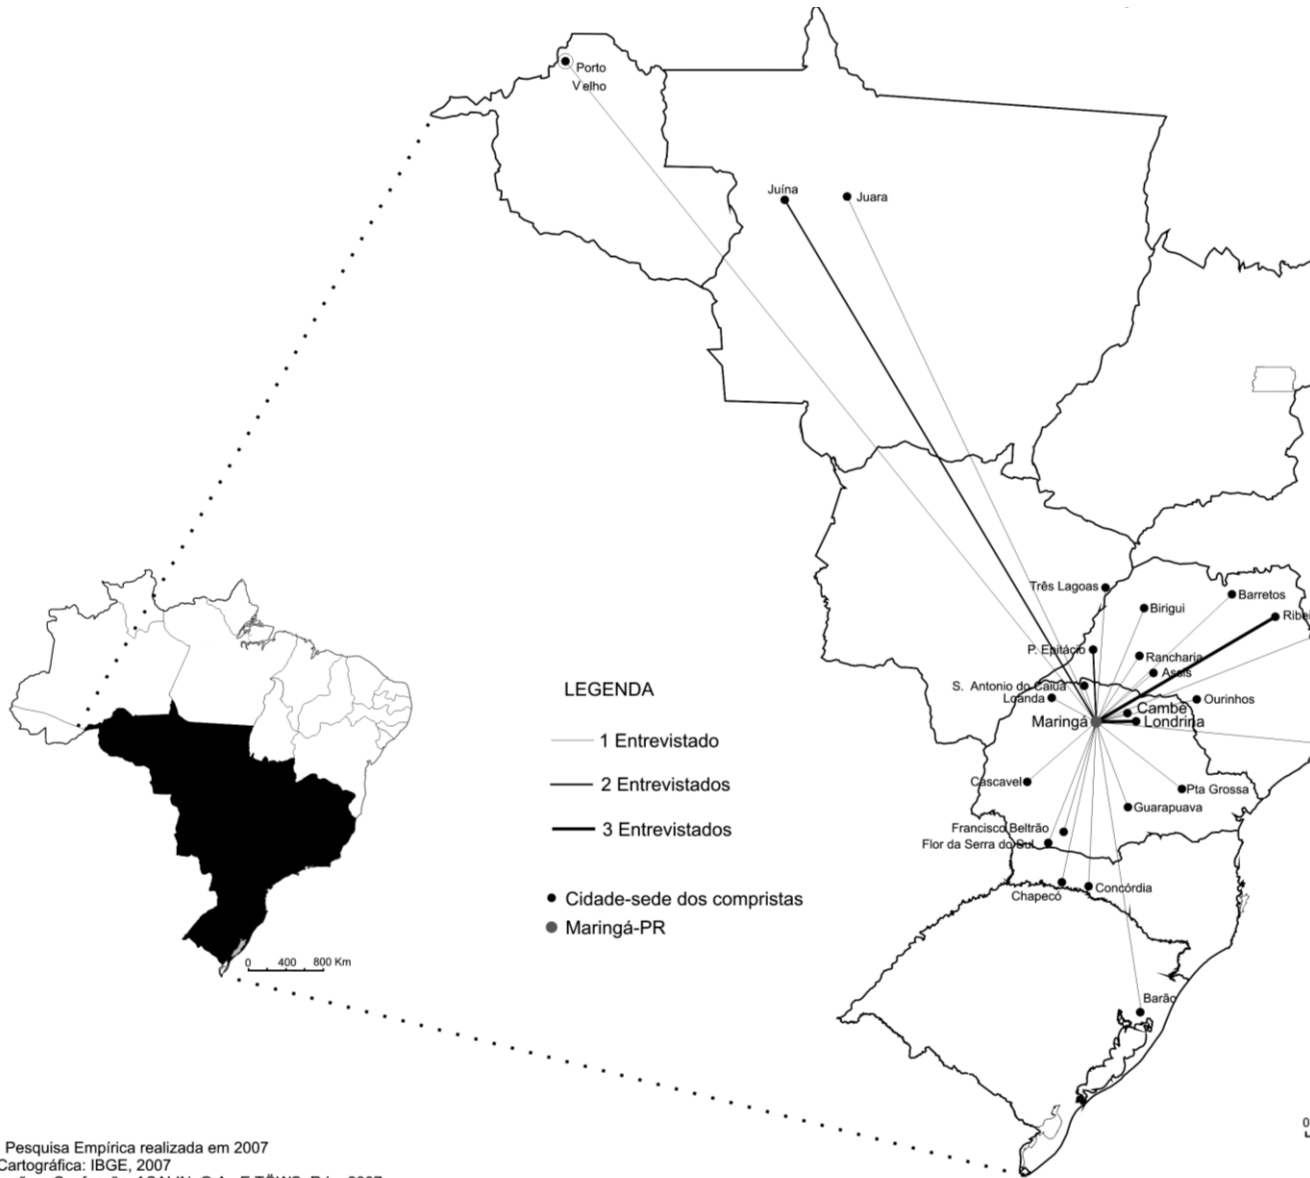 Porto
Velho
Juína
Juara
Três Lagoas
Birigui
Barretos
P. Epitácio
Rancharia
Assis
S. Antonio do Caiuá
Loanda
Ourinhos
Cambé
Maringá
Londrina
Cascavel
Pta Grossa
Guarapuava
Francisco Beltrão
Flor da Serra do Sul
Chapecó
Concórdia
Barão
LEGENDA
1 Entrevistado
2 Entrevistados
3 Entrevistados
Cidade-sede dos compristas
Maringá-PR
0 400 800 Km
0
Pesquisa Empírica realizada em 2007
Cartográfica: IBGE, 2007